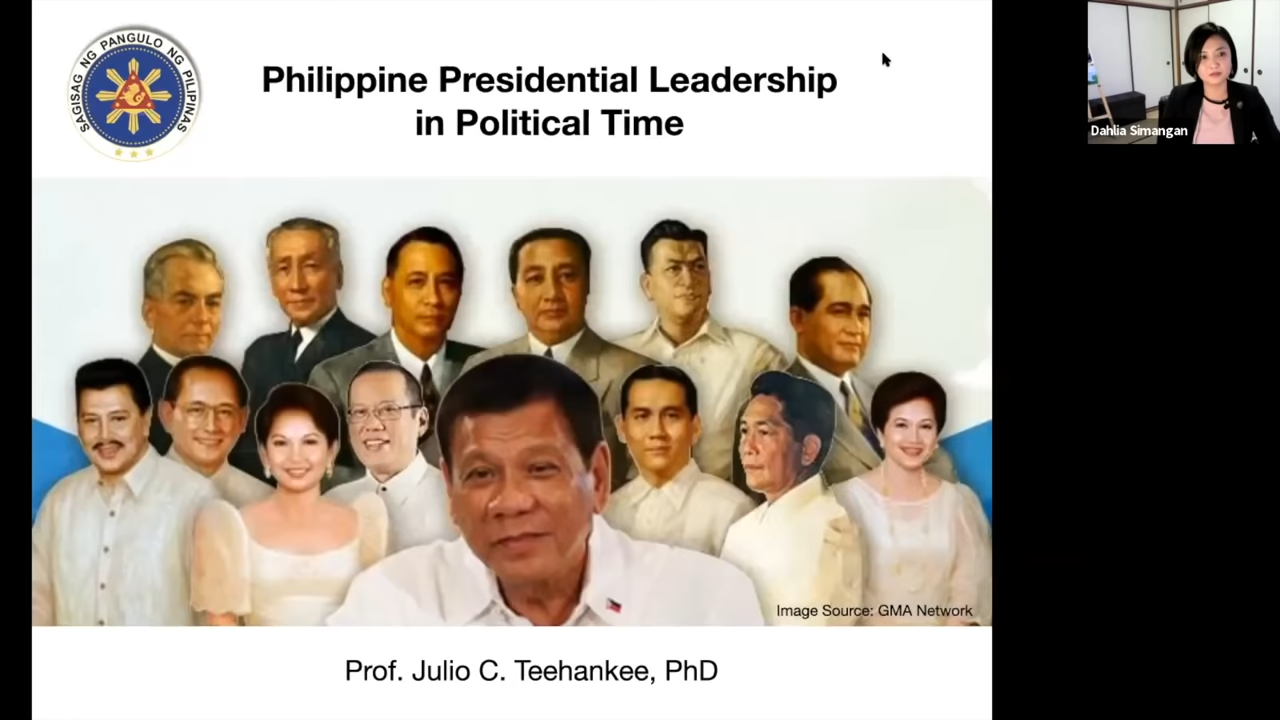 SAGISAG NG PANGULO NG PILIPINAS
Philippine Presidential Leadership
in Political Time
Dahlia Simangan
Image Source: GMA Network
Prof. Julio C. Teehankee, PhD